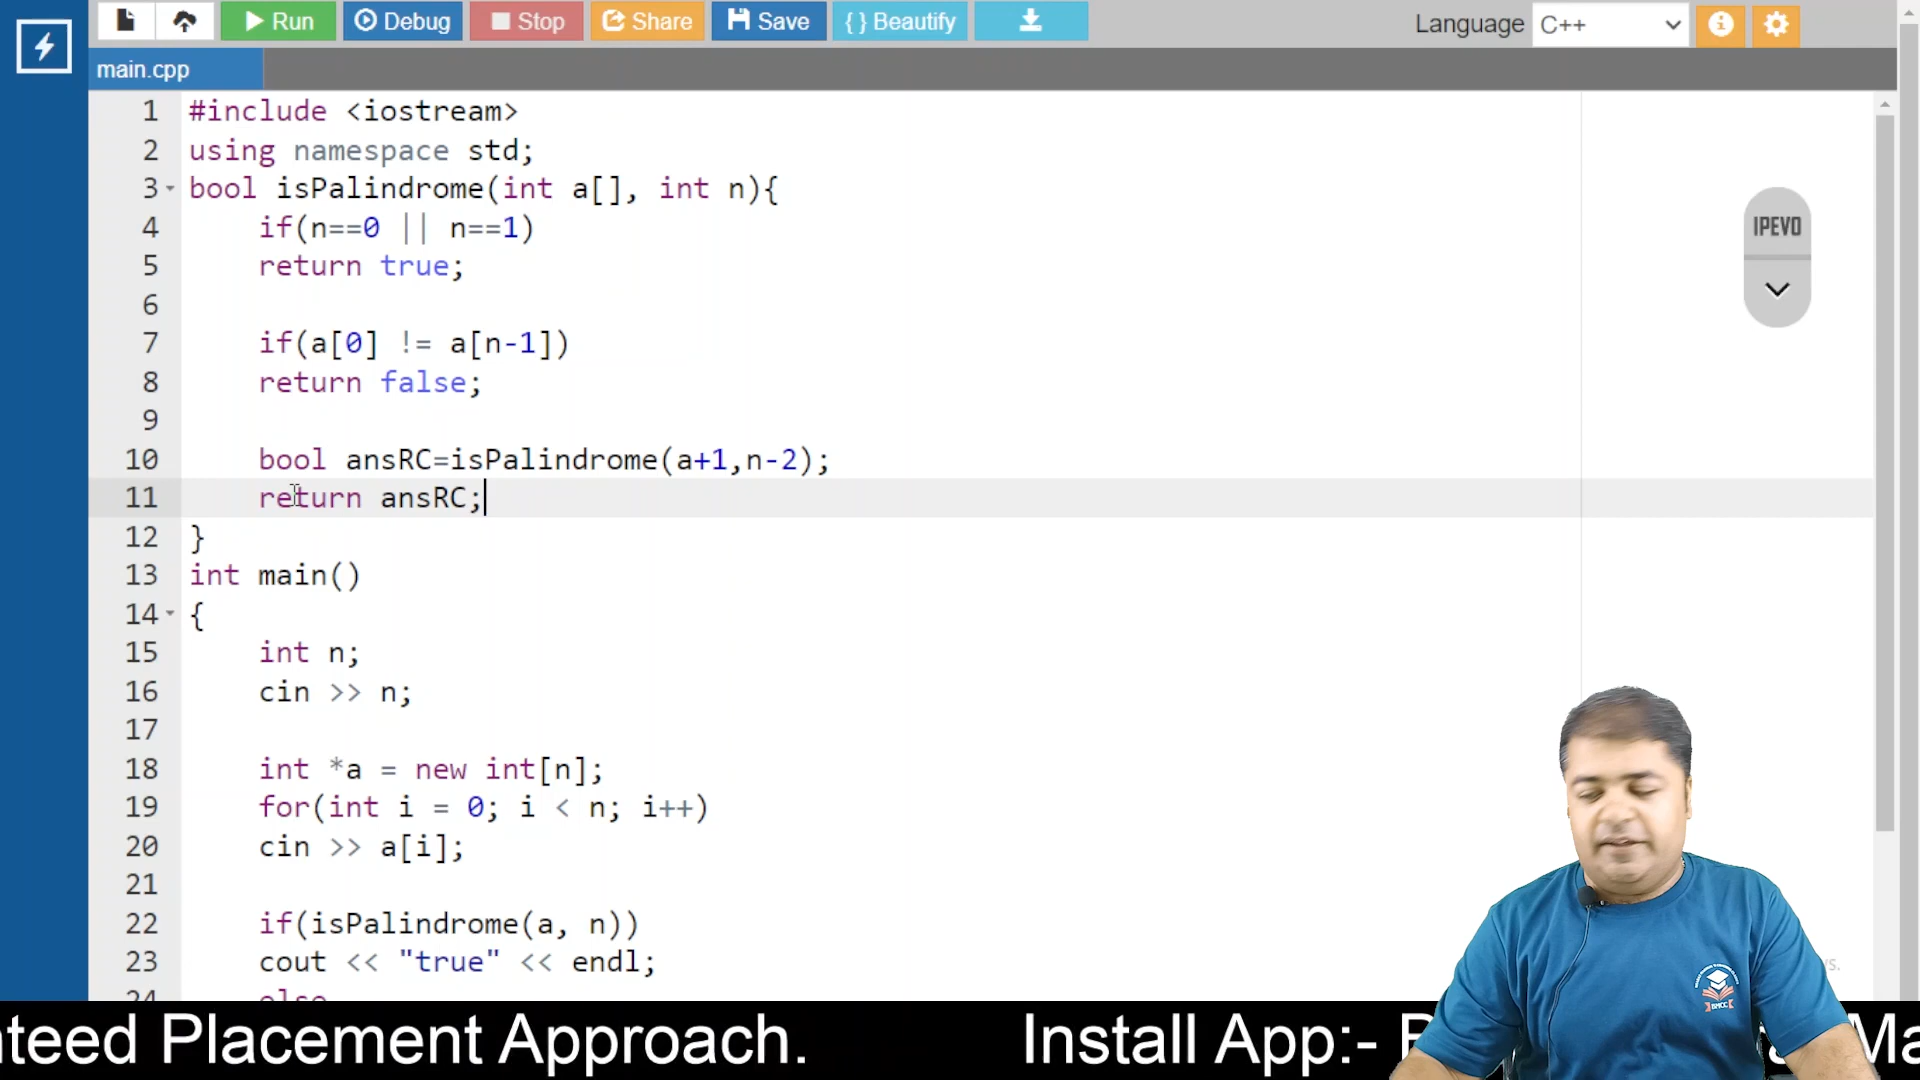 Run Debug Stop Share Save { } Beautify Language C++
main.cpp
1 #include <iostream>
2 using namespace std;
3 bool isPalindrome(int a[], int n){
4 if(n==0 || n==1)
5 return true;
6
7 if(a[0] != a[n-1])
8 return false;
9
10 bool ansRC=isPalindrome(a+1,n-2);
11 return ansRC;
12 }
13 int main()
14 {
15 int n;
16 cin >> n;
17
18 int *a = new int[n];
19 for(int i = 0; i < n; i++)
20 cin >> a[i];
21
22 if(isPalindrome(a, n))
23 cout << "true" << endl;
24 else
IPEVO
BMCC
nteed Placement Approach. Install App:-